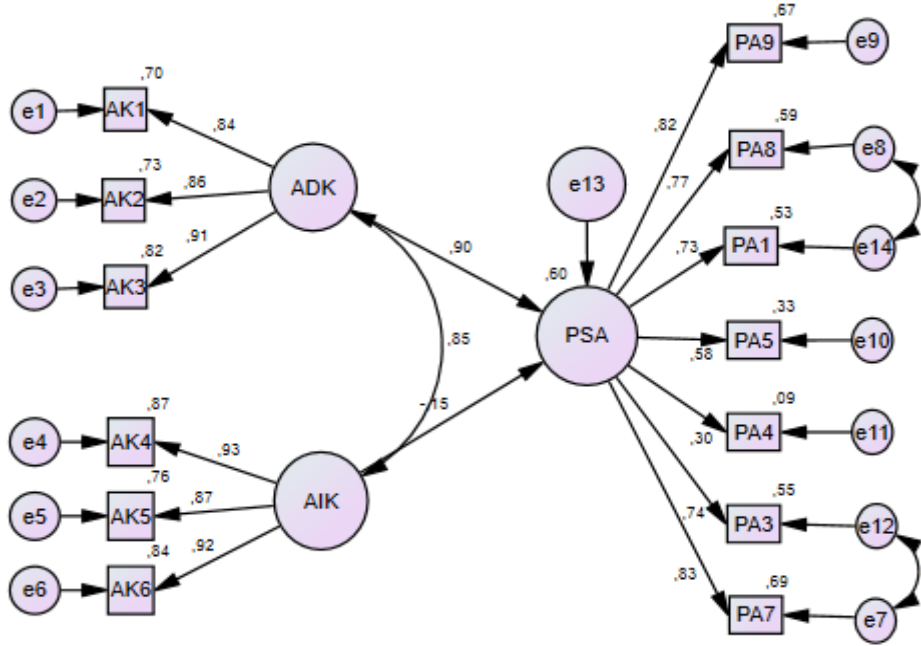 ,67
PA9
e9
,70
e1
AK1
,84
,82
,59
PA8
e8
,73
e2
AK2
,86
ADK
e13
,77
,53
PA1
e14
,82
e3
AK3
,91
,90
,60
,73
PSA
,33
PA5
e10
,58
,85
,87
e4
AK4
,93
-,15
,09
PA4
e11
,30
,76
e5
AK5
,87
AIK
,55
PA3
e12
,74
,84
e6
AK6
,92
,83
,69
PA7
e7